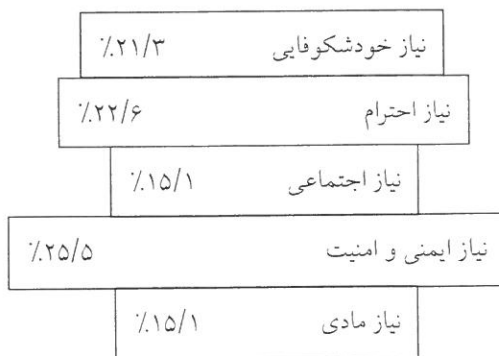 نیاز خودشکوفایی ٪۲۱/۳
نیاز احترام ٪۲۲/۶
نیاز اجتماعی ٪۱۵/۱
نیاز ایمنی و امنیت ٪۲۵/۵
نیاز مادی ٪۱۵/۱